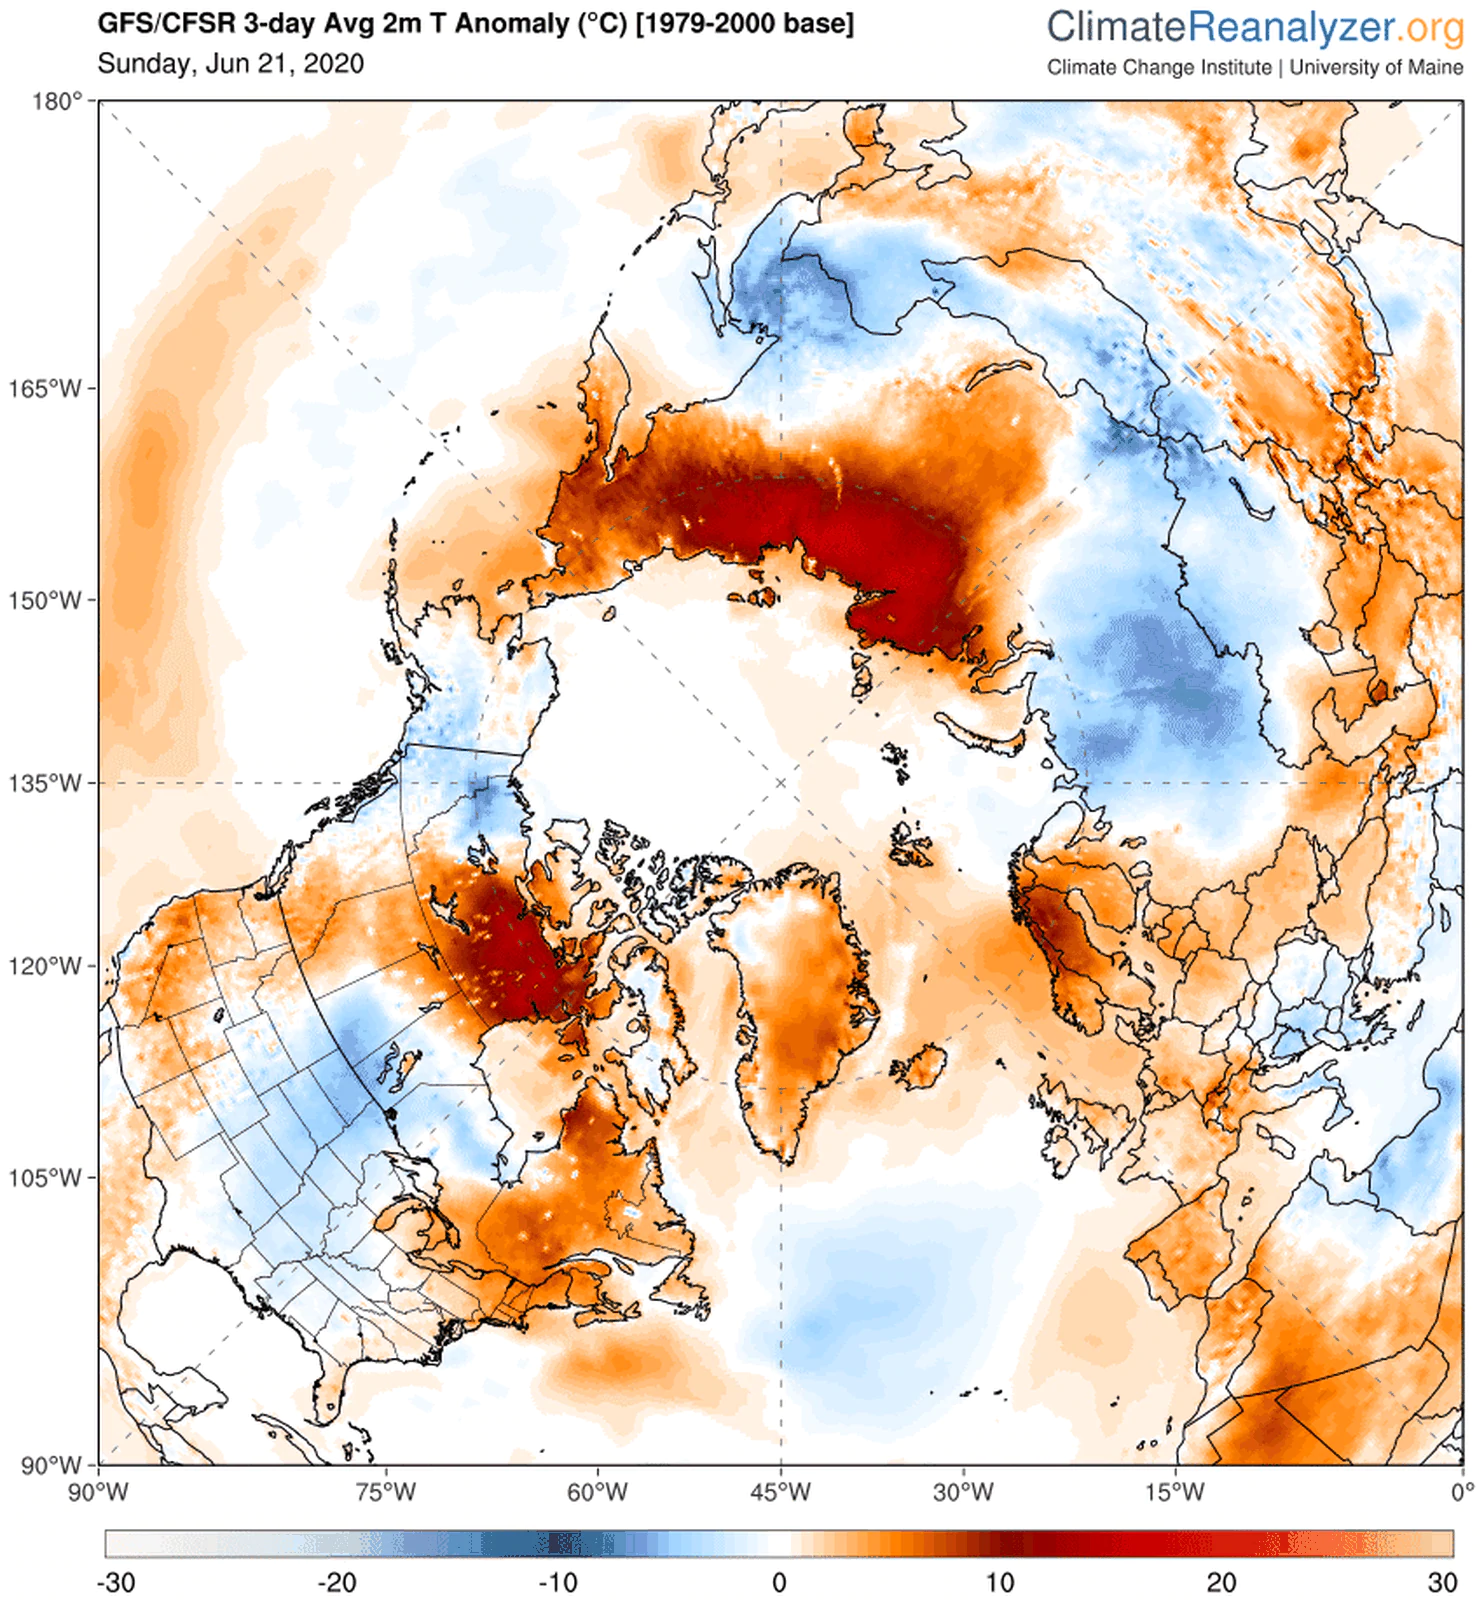 GFS/CFSR 3-day Avg 2m T Anomaly (°C) [1979-2000 base]
Sunday, Jun 21, 2020
ClimateReanalyzer.org
Climate Change Institute | University of Maine
180°
165°W
150°W
135°W
120°W
105°W
90°W
90°W 75°W 60°W 45°W 30°W 15°W 0°
-30 -20 -10 0 10 20 30